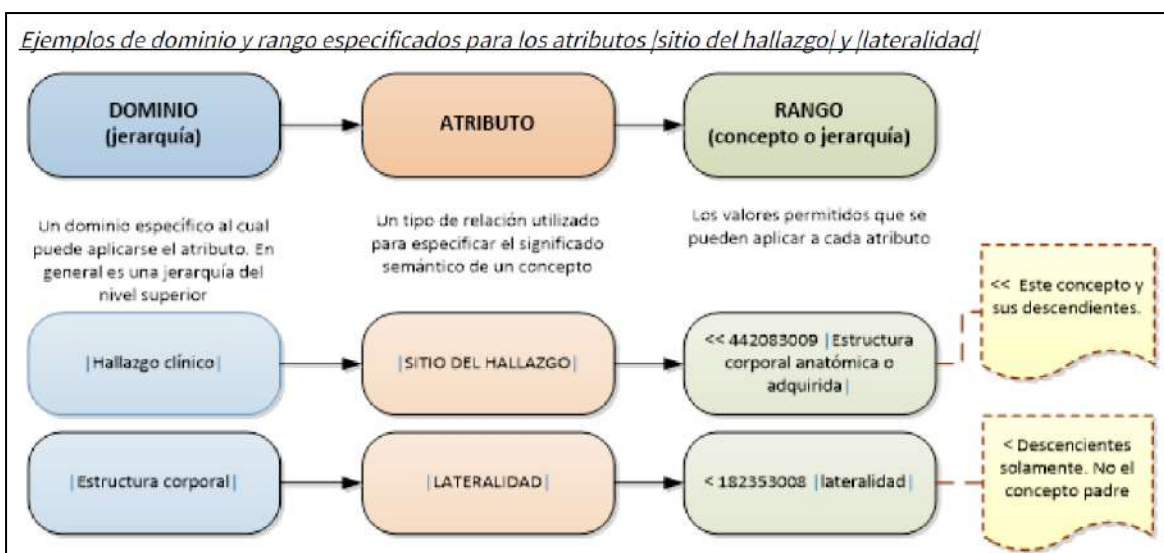 Ejemplos de dominio y rango especificados para los atributos |sitio del hallazgo| y |lateralidad|
DOMINIO
(jerarquía)
ATRIBUTO
RANGO
(concepto o jerarquía)
Un dominio específico al cual
puede aplicarse el atributo. En
general es una jerarquía del
nivel superior
Un tipo de relación utilizado
para especificar el significado
semántico de un concepto
Los valores permitidos que se
pueden aplicar a cada atributo
<< Este concepto y
sus descendientes.
|Hallazgo clínico|
|SITIO DEL HALLAZGO|
<< 442083009 |Estructura
corporal anatómica o
adquirida|
|Estructura corporal|
|LATERALIDAD|
< 182353008 |lateralidad|
< Descencientes
solamente. No el
concepto padre